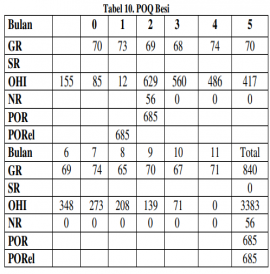 Tabel 10. POQ Besi
Bulan 0 1 2 3 4 5
GR 70 73 69 68 74 70
SR
OHI 155 85 12 629 560 486 417
NR 56 0 0 0
POR 685
PORel 685
Bulan 6 7 8 9 10 11 Total
GR 69 74 65 70 67 71 840
SR 0
OHI 348 273 208 139 71 0 3383
NR 0 0 0 0 0 0 56
POR 685
PORel 685